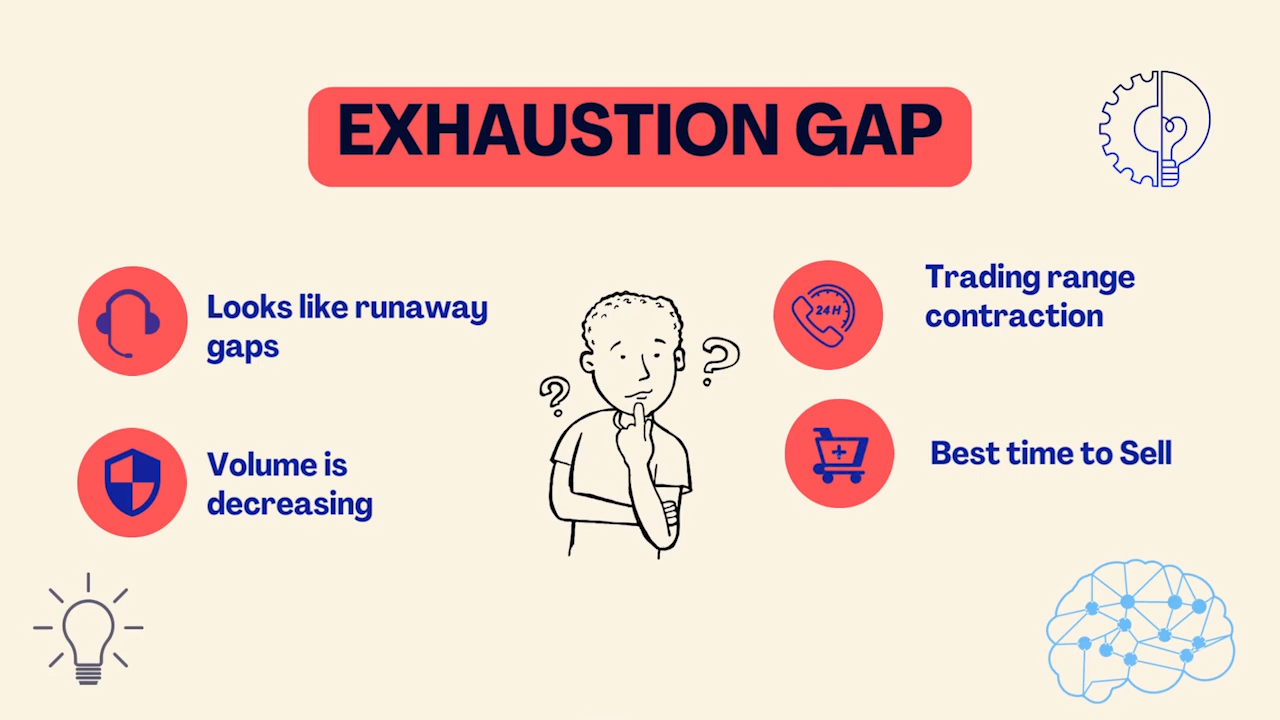 EXHAUSTION GAP
Looks like runaway
gaps
Volume is
decreasing
?
?
24H
Trading range
contraction
Best time to Sell